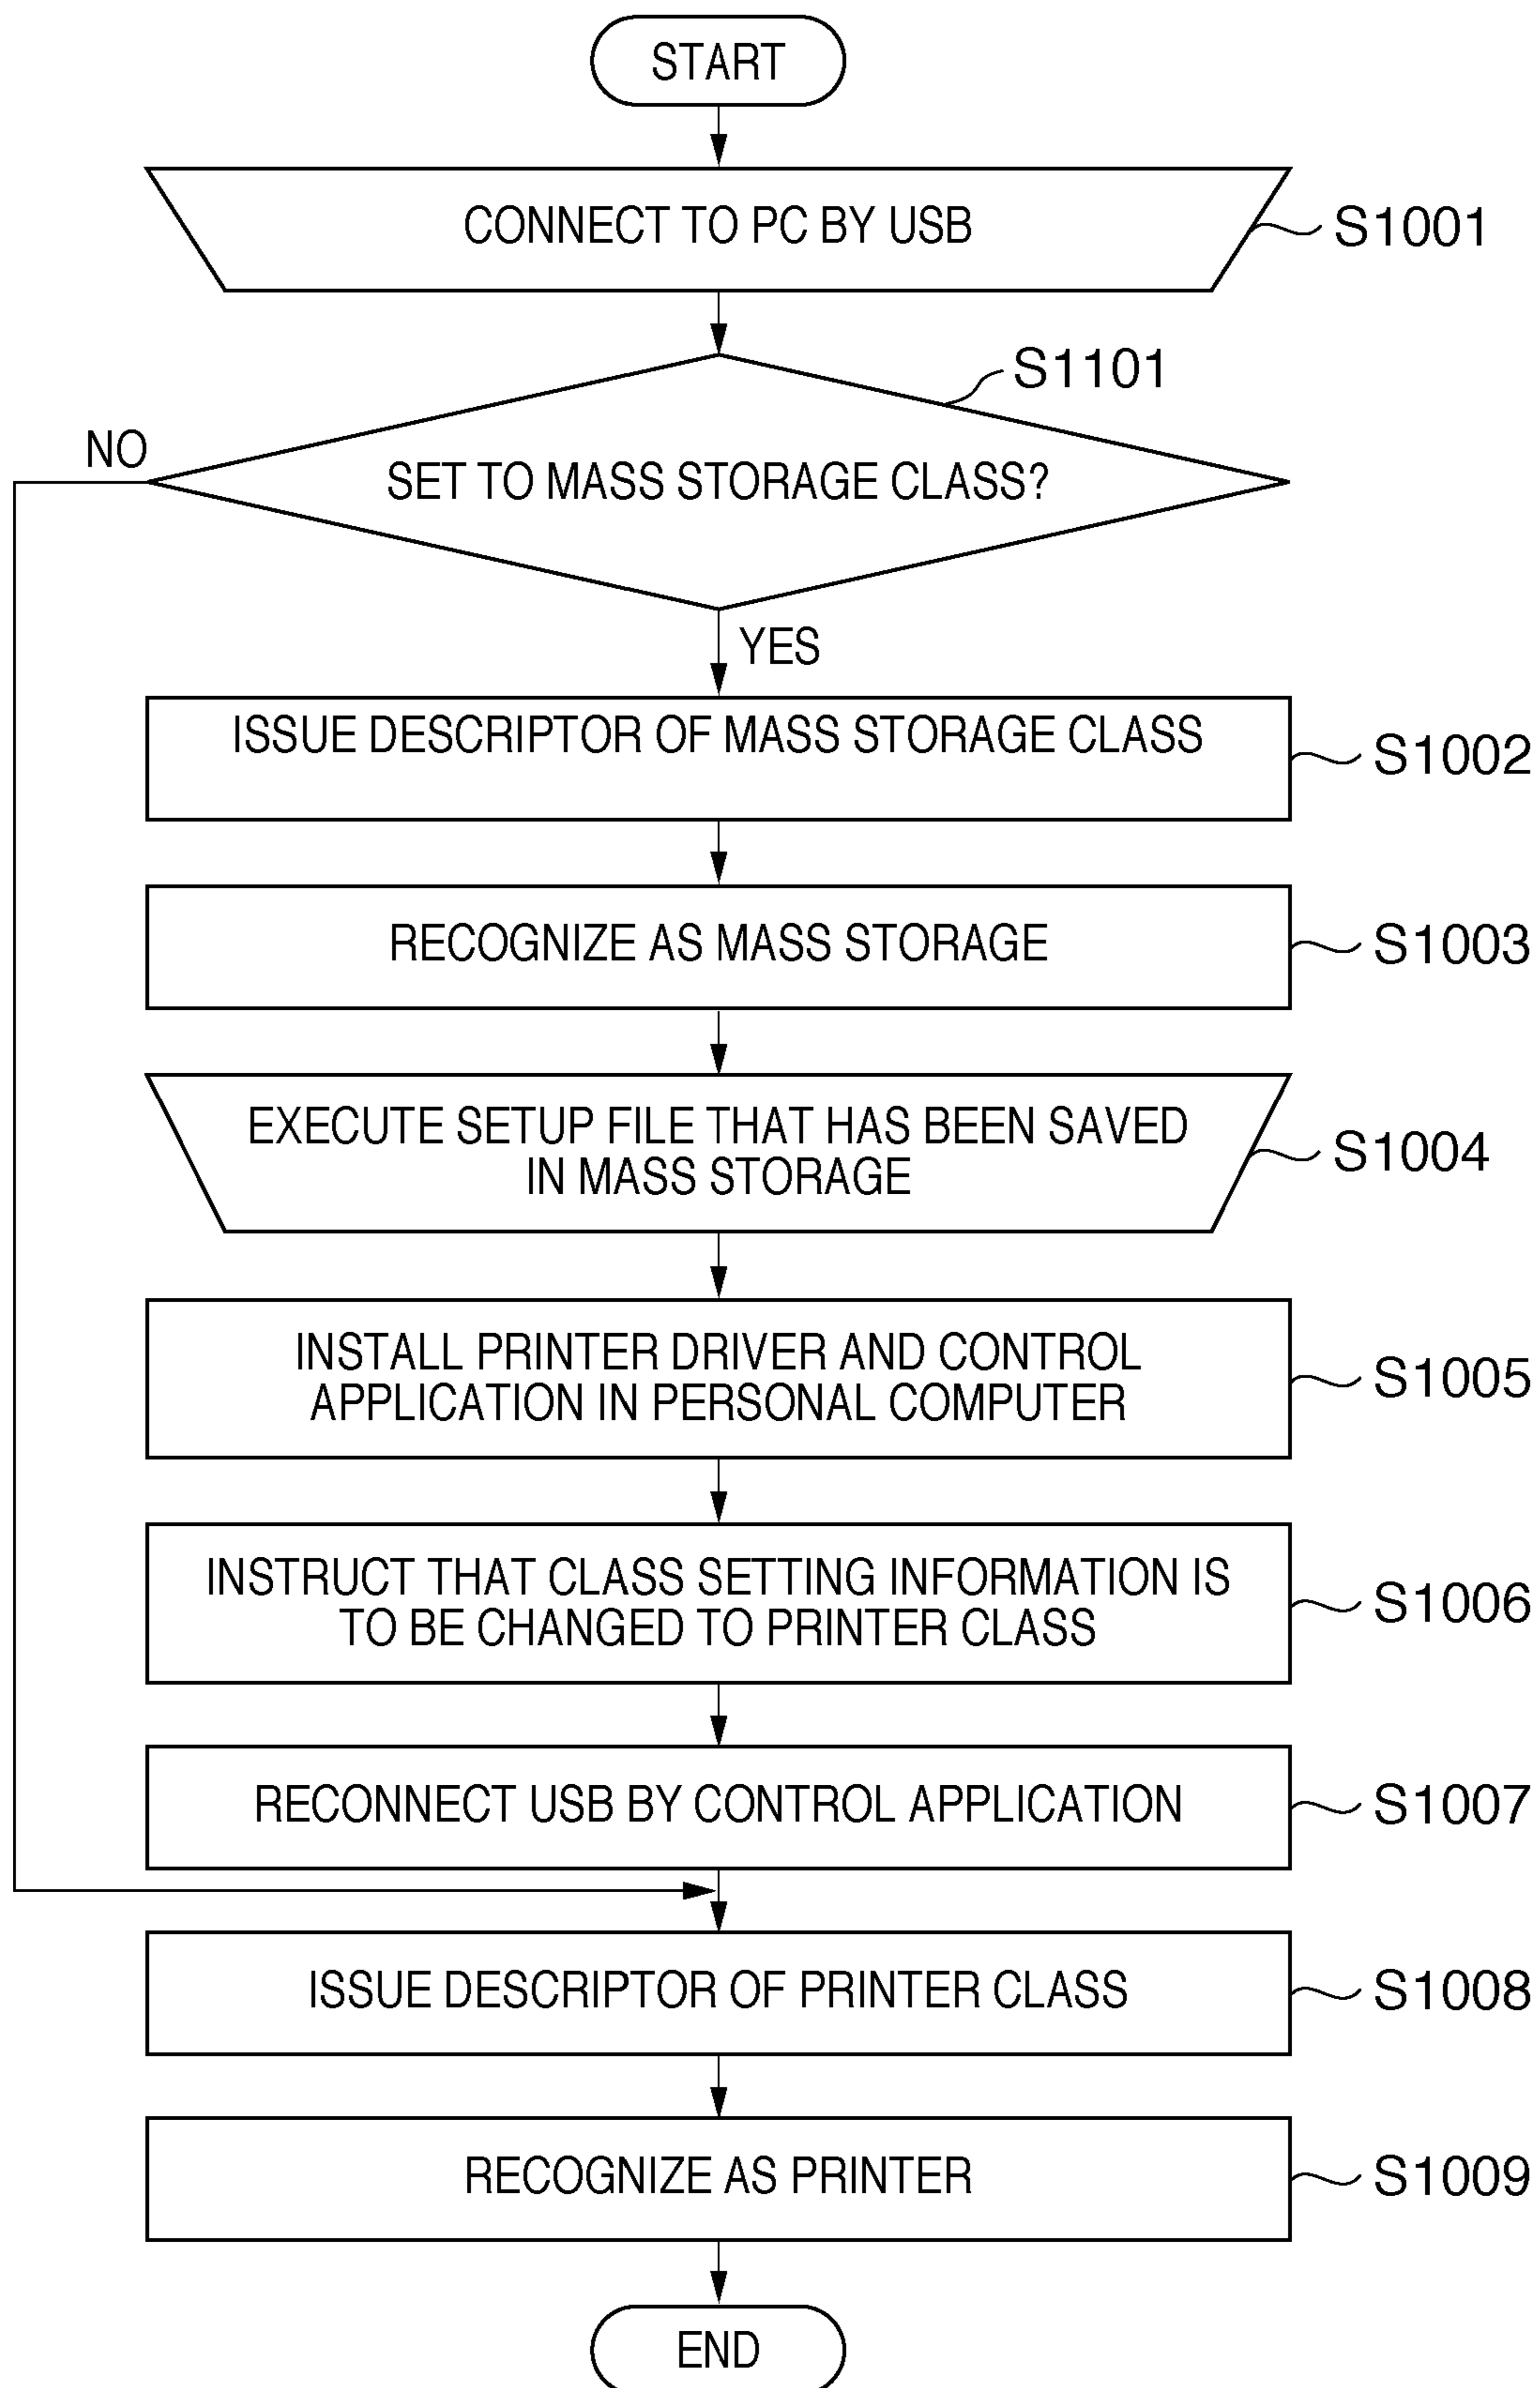 START
CONNECT TO PC BY USB
S1001
S1101
NO
SET TO MASS STORAGE CLASS?
YES
ISSUE DESCRIPTOR OF MASS STORAGE CLASS
S1002
RECOGNIZE AS MASS STORAGE
S1003
EXECUTE SETUP FILE THAT HAS BEEN SAVED
IN MASS STORAGE
S1004
INSTALL PRINTER DRIVER AND CONTROL
APPLICATION IN PERSONAL COMPUTER
S1005
INSTRUCT THAT CLASS SETTING INFORMATION IS
TO BE CHANGED TO PRINTER CLASS
S1006
RECONNECT USB BY CONTROL APPLICATION
S1007
ISSUE DESCRIPTOR OF PRINTER CLASS
S1008
RECOGNIZE AS PRINTER
S1009
END